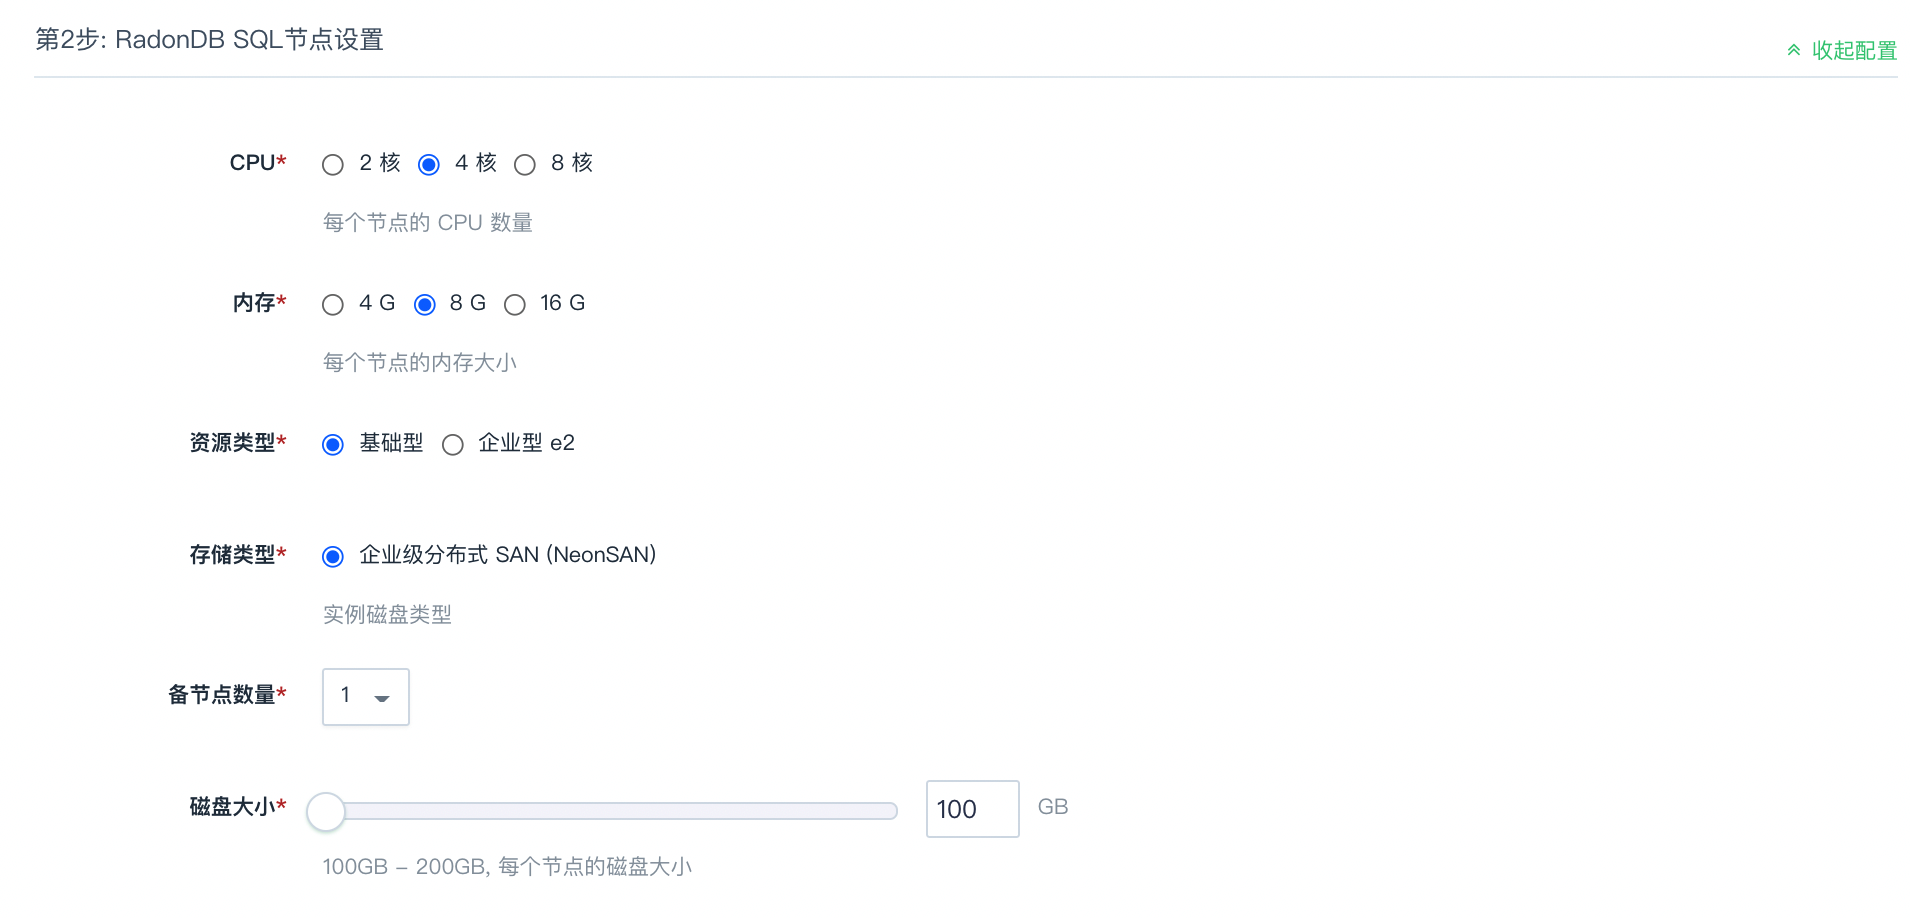 第2步: RadonDB SQL节点设置
收起配置
CPU* 2 核 4 核 8 核
每个节点的 CPU 数量
内存* 4 G 8 G 16 G
每个节点的内存大小
资源类型* 基础型 企业型 e2
存储类型* 企业级分布式 SAN (NeonSAN)
实例磁盘类型
备节点数量* 1
磁盘大小* 100 GB
100GB – 200GB, 每个节点的磁盘大小